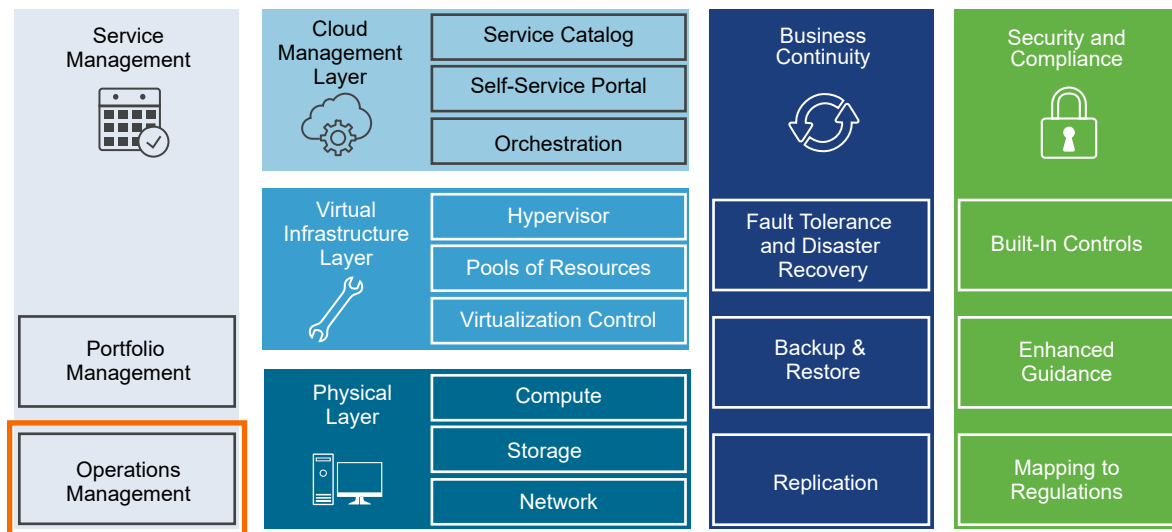 Service
Management
Portfolio
Management
Operations
Management
Cloud
Management
Layer
Service Catalog
Self-Service Portal
Orchestration
Virtual
Infrastructure
Layer
Hypervisor
Pools of Resources
Virtualization Control
Physical
Layer
Compute
Storage
Network
Business
Continuity
Fault Tolerance
and Disaster
Recovery
Backup &
Restore
Replication
Security and
Compliance
Built-In Controls
Enhanced
Guidance
Mapping to
Regulations